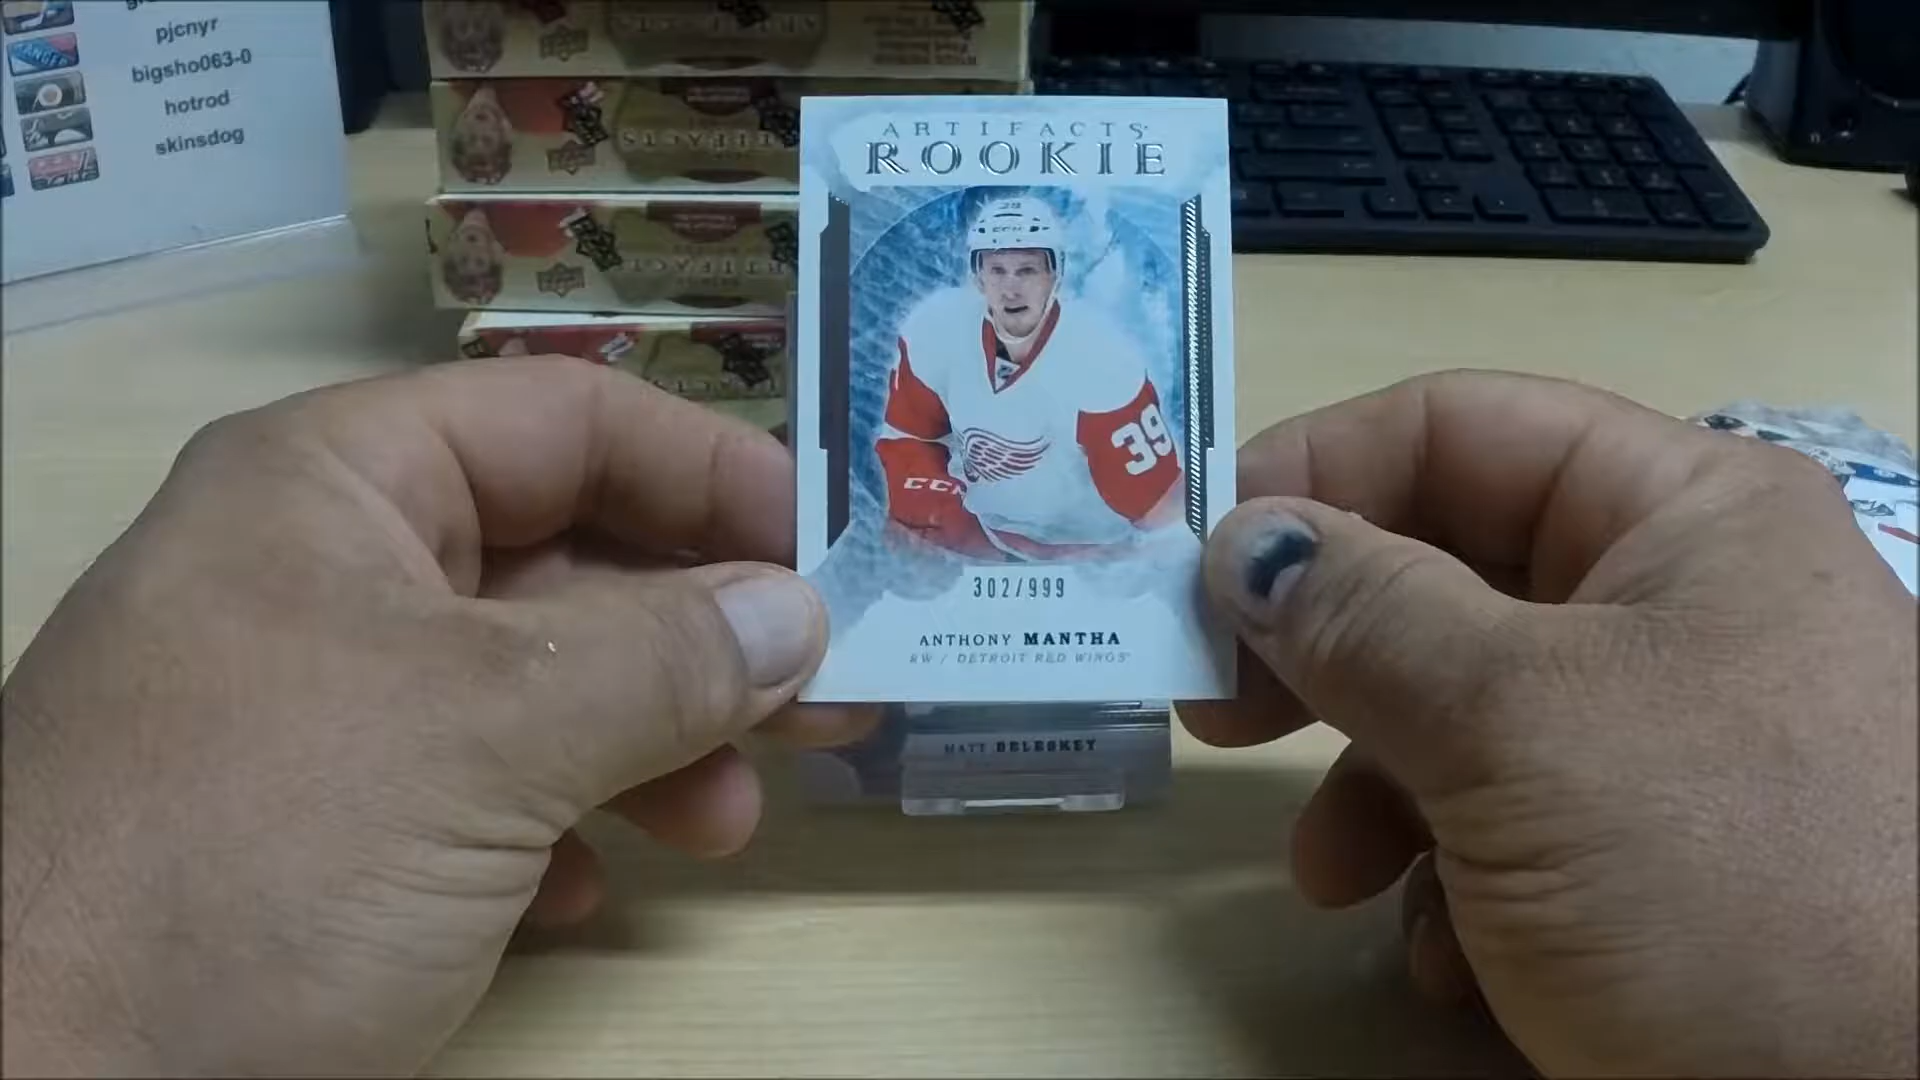 pjcnyr
bigsho063-0
hotrod
skinsdog
ARTIFACTS
ROOKIE
39
CCM
39
CCM
302/999
ANTHONY MANTHA
RW / DETROIT RED WINGS
MATT BELESKEY